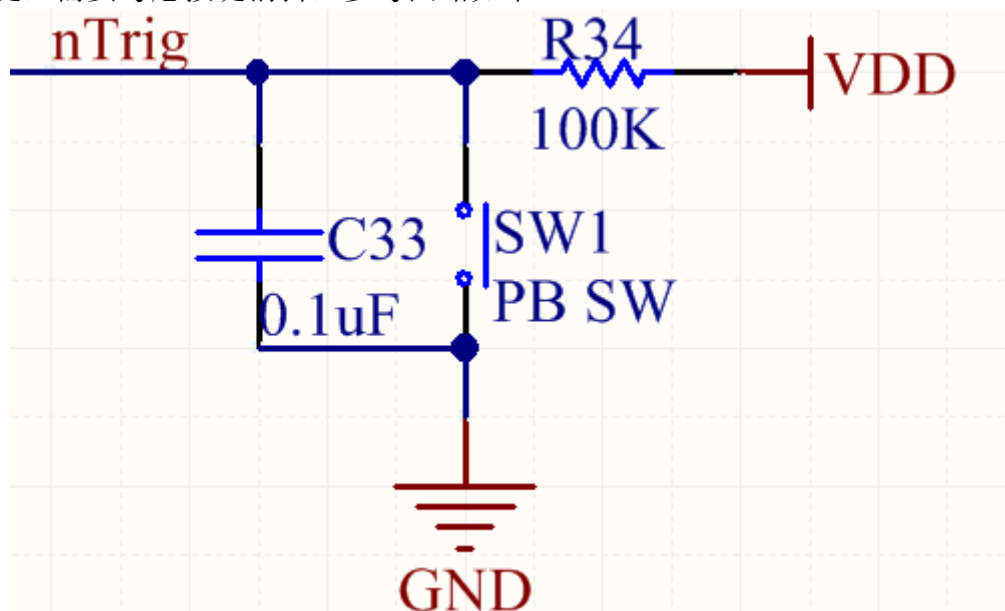 nTrig
R34
100K
VDD
C33
0.1uF
SW1
PB SW
GND